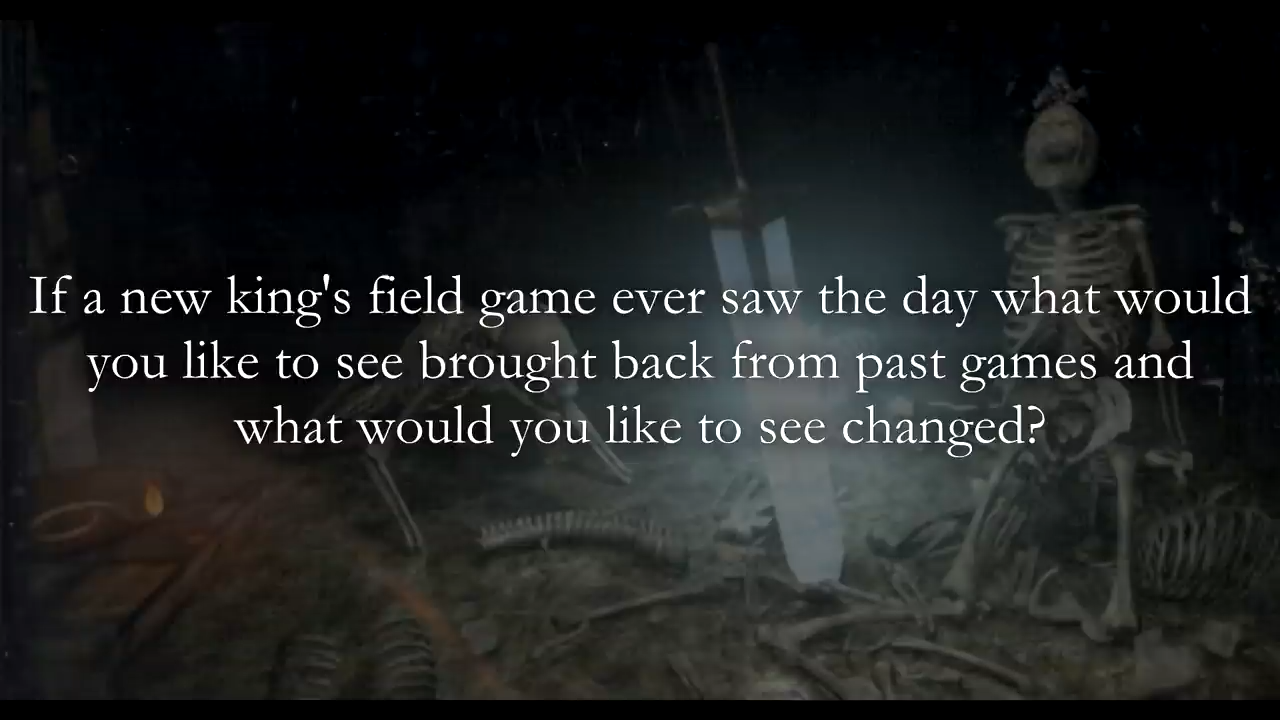 If a new king's field game ever saw the day what would
you like to see brought back from past games and
what would you like to see changed?